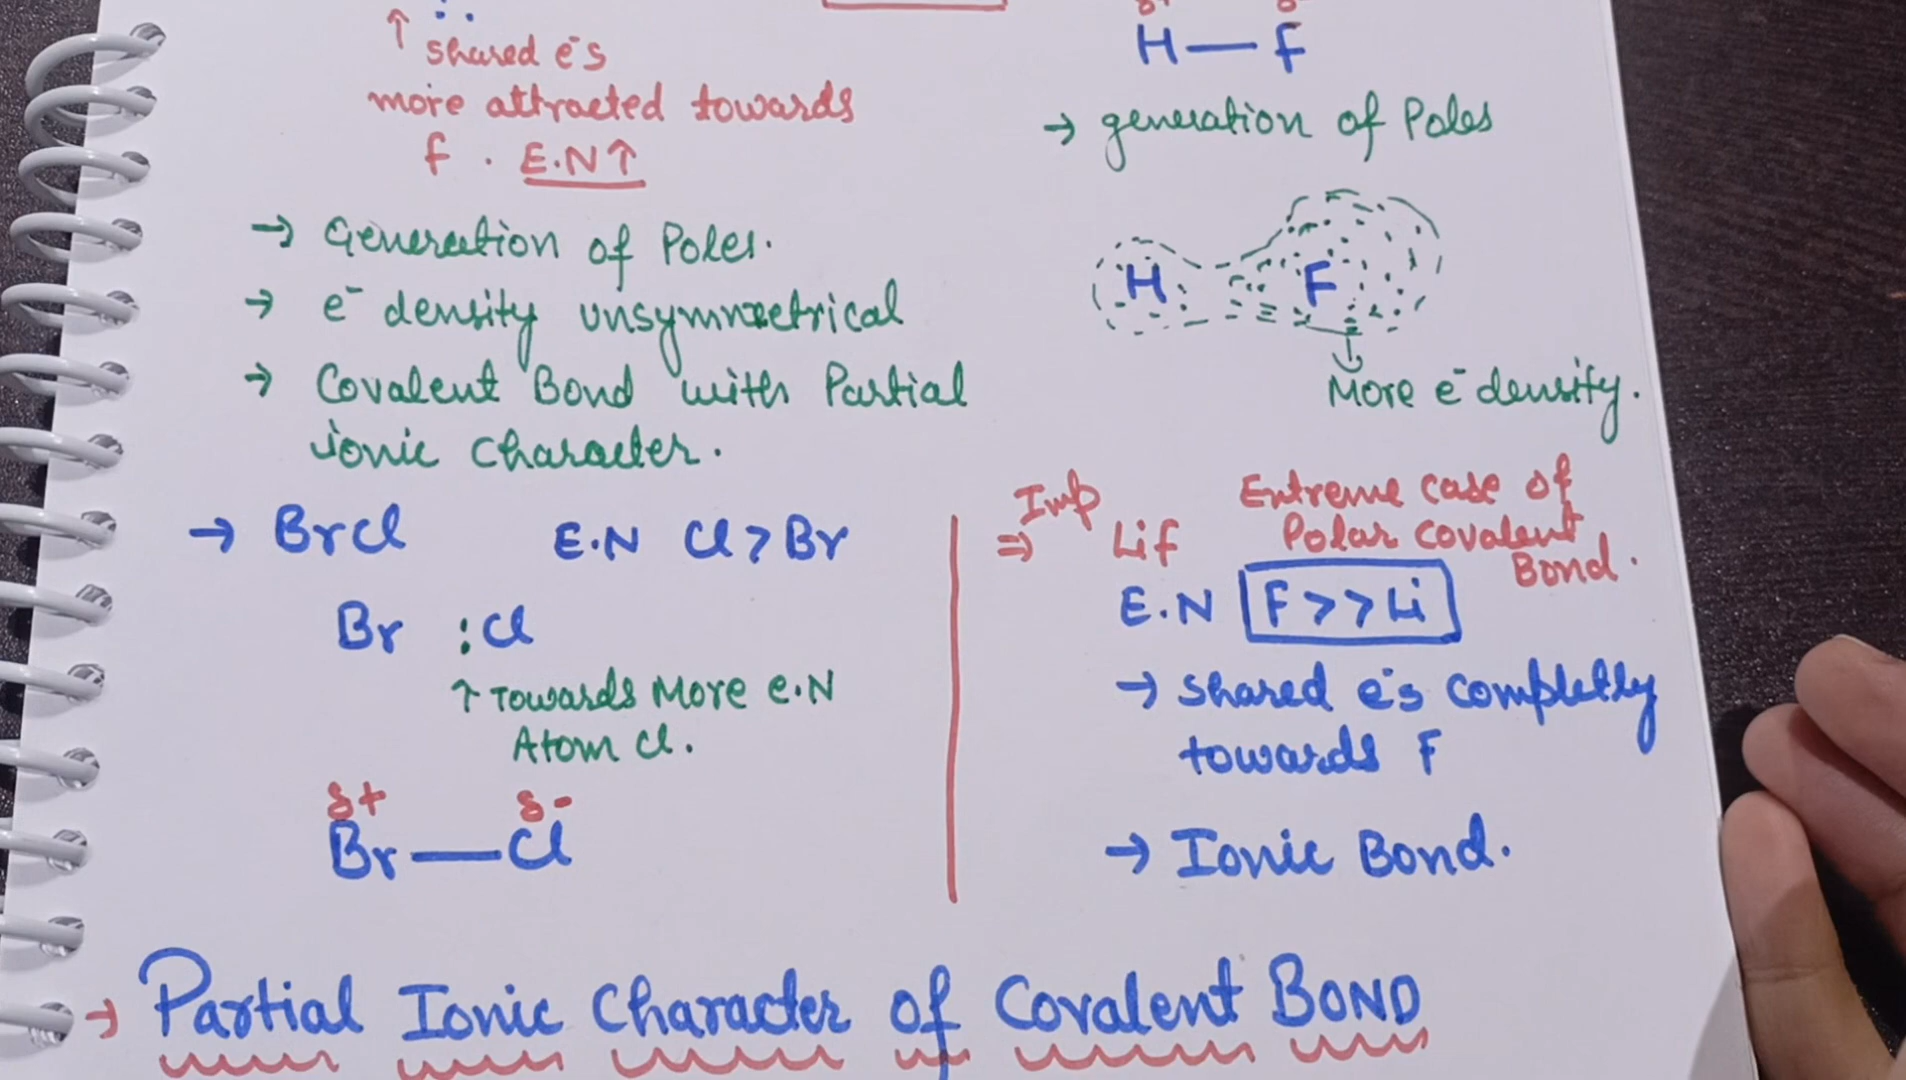 ↑ shared e⁻s
more attracted towards
F . E.N↑
→ Generation of Poles.
→ e⁻ density unsymmetrical
→ Covalent Bond with Partial
ionic character.
→ BrCl E.N Cl > Br
Br :Cl
↑ Towards More e.N
Atom Cl.
δ+ δ-
Br — Cl
δ+ δ-
H — F
→ generation of Poles
H F
More e⁻ density.
Imp
⇒ LiF
Extreme case of
Polar covalent
Bond.
E.N F >> Li
→ shared e⁻s completly
towards F
→ Ionic Bond.
→ Partial Ionic Character of Covalent BOND